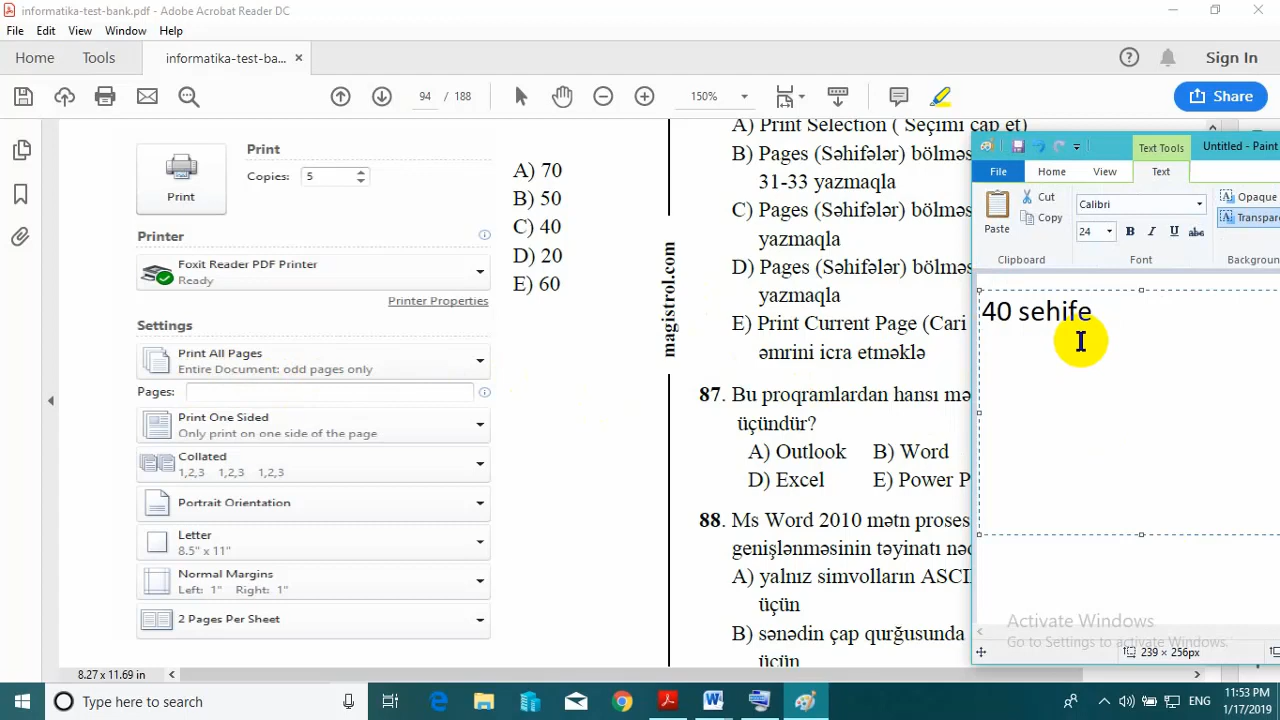 informatika-test-bank.pdf - Adobe Acrobat Reader DC
File Edit View Window Help
Home Tools informatika-test-ba... ×
Sign In
94 / 188
150%
Share
Print
Copies: 5
Print
Printer
Foxit Reader PDF Printer
Ready
Printer Properties
Settings
Print All Pages
Entire Document: odd pages only
Pages:
Print One Sided
Only print on one side of the page
Collated
1,2,3 1,2,3 1,2,3
Portrait Orientation
Letter
8.5" x 11"
Normal Margins
Left: 1" Right: 1"
2 Pages Per Sheet
A) 70
B) 50
C) 40
D) 20
E) 60
magistrol.com
A) Print Selection ( Seçimi çap et)
B) Pages (Səhifələr) bölməs
31-33 yazmaqla
C) Pages (Səhifələr) bölməs
yazmaqla
D) Pages (Səhifələr) bölməs
yazmaqla
E) Print Current Page (Cari
əmrini icra etməklə
87. Bu proqramlardan hansı mə
üçündür?
A) Outlook B) Word
D) Excel E) Power P
88. Ms Word 2010 mətn proses
genişlənməsinin təyinatı nəd
A) yalnız simvolların ASCI
üçün
B) sənədin çap qurğusunda
üçün
8.27 x 11.69 in
Text Tools Untitled - Paint
File Home View Text
Paste Cut Copy
Calibri
24 B I U abc
Opaque
Transpare
Clipboard Font Backgroun
40 sehife
Activate Windows
Go to Settings to activate Windows.
239 × 256px
Type here to search
ENG
11:53 PM
1/17/2019